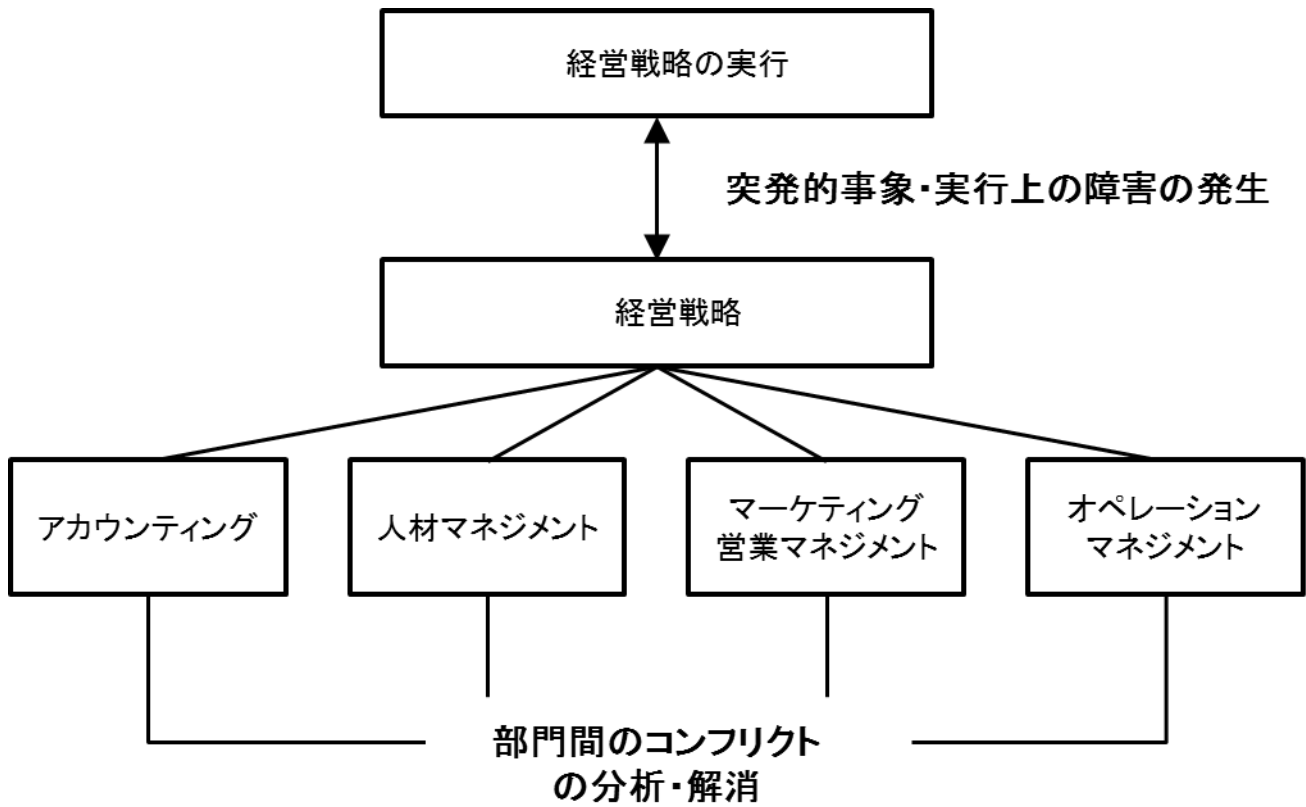 経営戦略の実行
突発的事象・実行上の障害の発生
経営戦略
アカウンティング
人材マネジメント
マーケティング
営業マネジメント
オペレーション
マネジメント
部門間のコンフリクト
の分析・解消